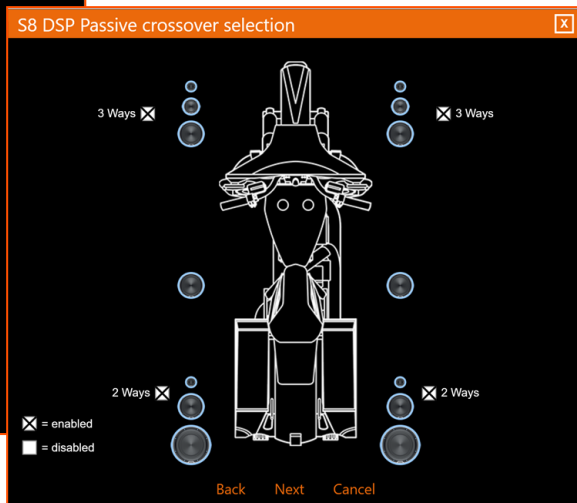 S8 DSP Passive crossover selection
X
3 Ways
3 Ways
2 Ways
2 Ways
= enabled
= disabled
Back Next Cancel